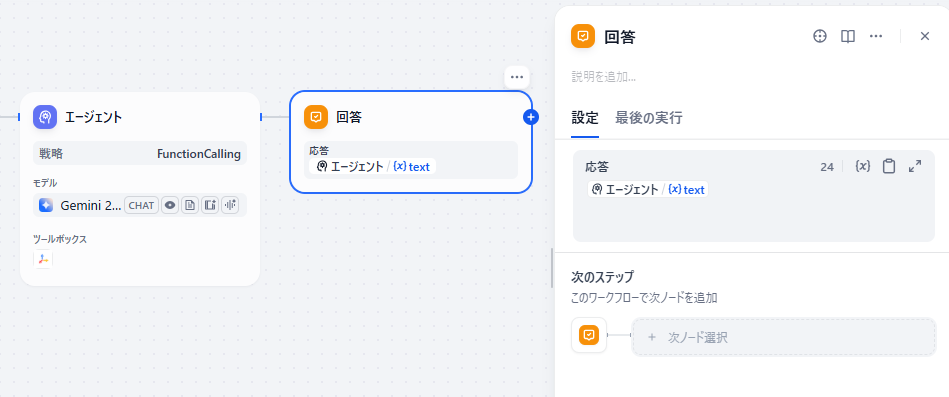 エージェント
戦略 FunctionCalling
モデル
Gemini 2... CHAT
ツールボックス
回答
応答
エージェント / {x} text
回答
説明を追加...
設定 最後の実行
応答 24 {x}
エージェント / {x} text
次のステップ
このワークフローで次ノードを追加
+ 次ノード選択